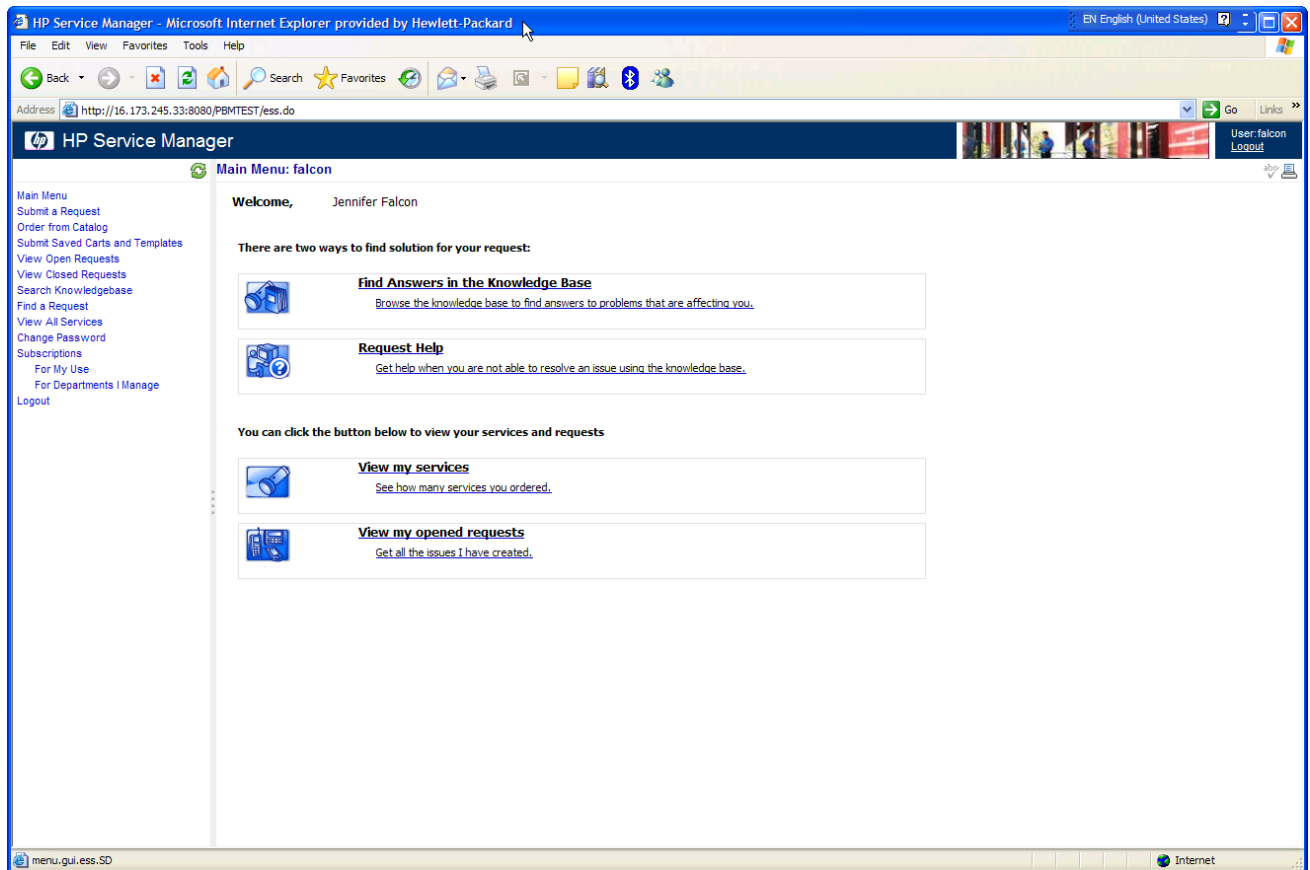 HP Service Manager - Microsoft Internet Explorer provided by Hewlett-Packard
EN English (United States)
File Edit View Favorites Tools Help
Back Search Favorites
Address http://16.173.245.33:8080/PBMTEST/ess.do Go Links »
hp HP Service Manager
User:falcon
Logout
Main Menu: falcon
abc
Main Menu
Submit a Request
Order from Catalog
Submit Saved Carts and Templates
View Open Requests
View Closed Requests
Search Knowledgebase
Find a Request
View All Services
Change Password
Subscriptions
For My Use
For Departments I Manage
Logout
Welcome, Jennifer Falcon
There are two ways to find solution for your request:
Find Answers in the Knowledge Base
Browse the knowledge base to find answers to problems that are affecting you.
Request Help
Get help when you are not able to resolve an issue using the knowledge base.
You can click the button below to view your services and requests
View my services
See how many services you ordered.
View my opened requests
Get all the issues I have created.
menu.gui.ess.SD
Internet